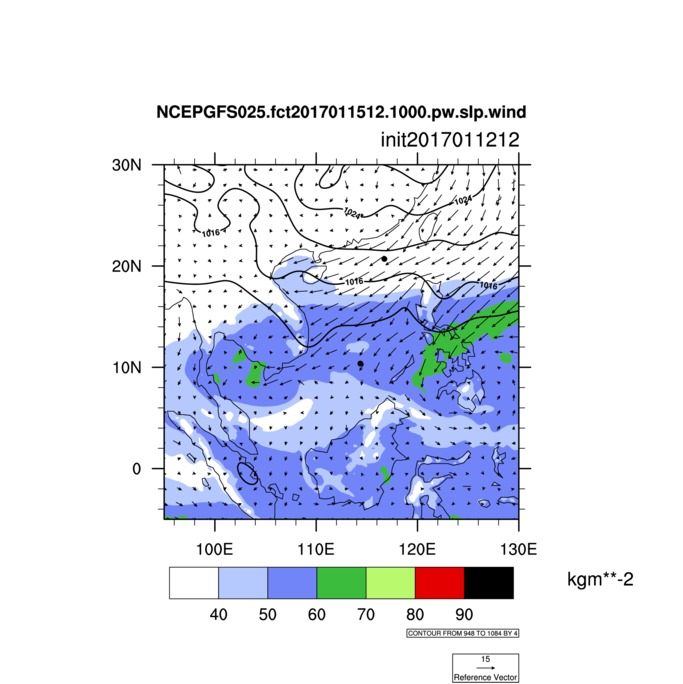 NCEPGFS025.fct2017011512.1000.pw.slp.wind
init2017011212
30N
1024
1024
1016
20N
1016
1016
10N
0
100E 110E 120E 130E
kgm**-2
40 50 60 70 80 90
CONTOUR FROM 948 TO 1084 BY 4
15
Reference Vector